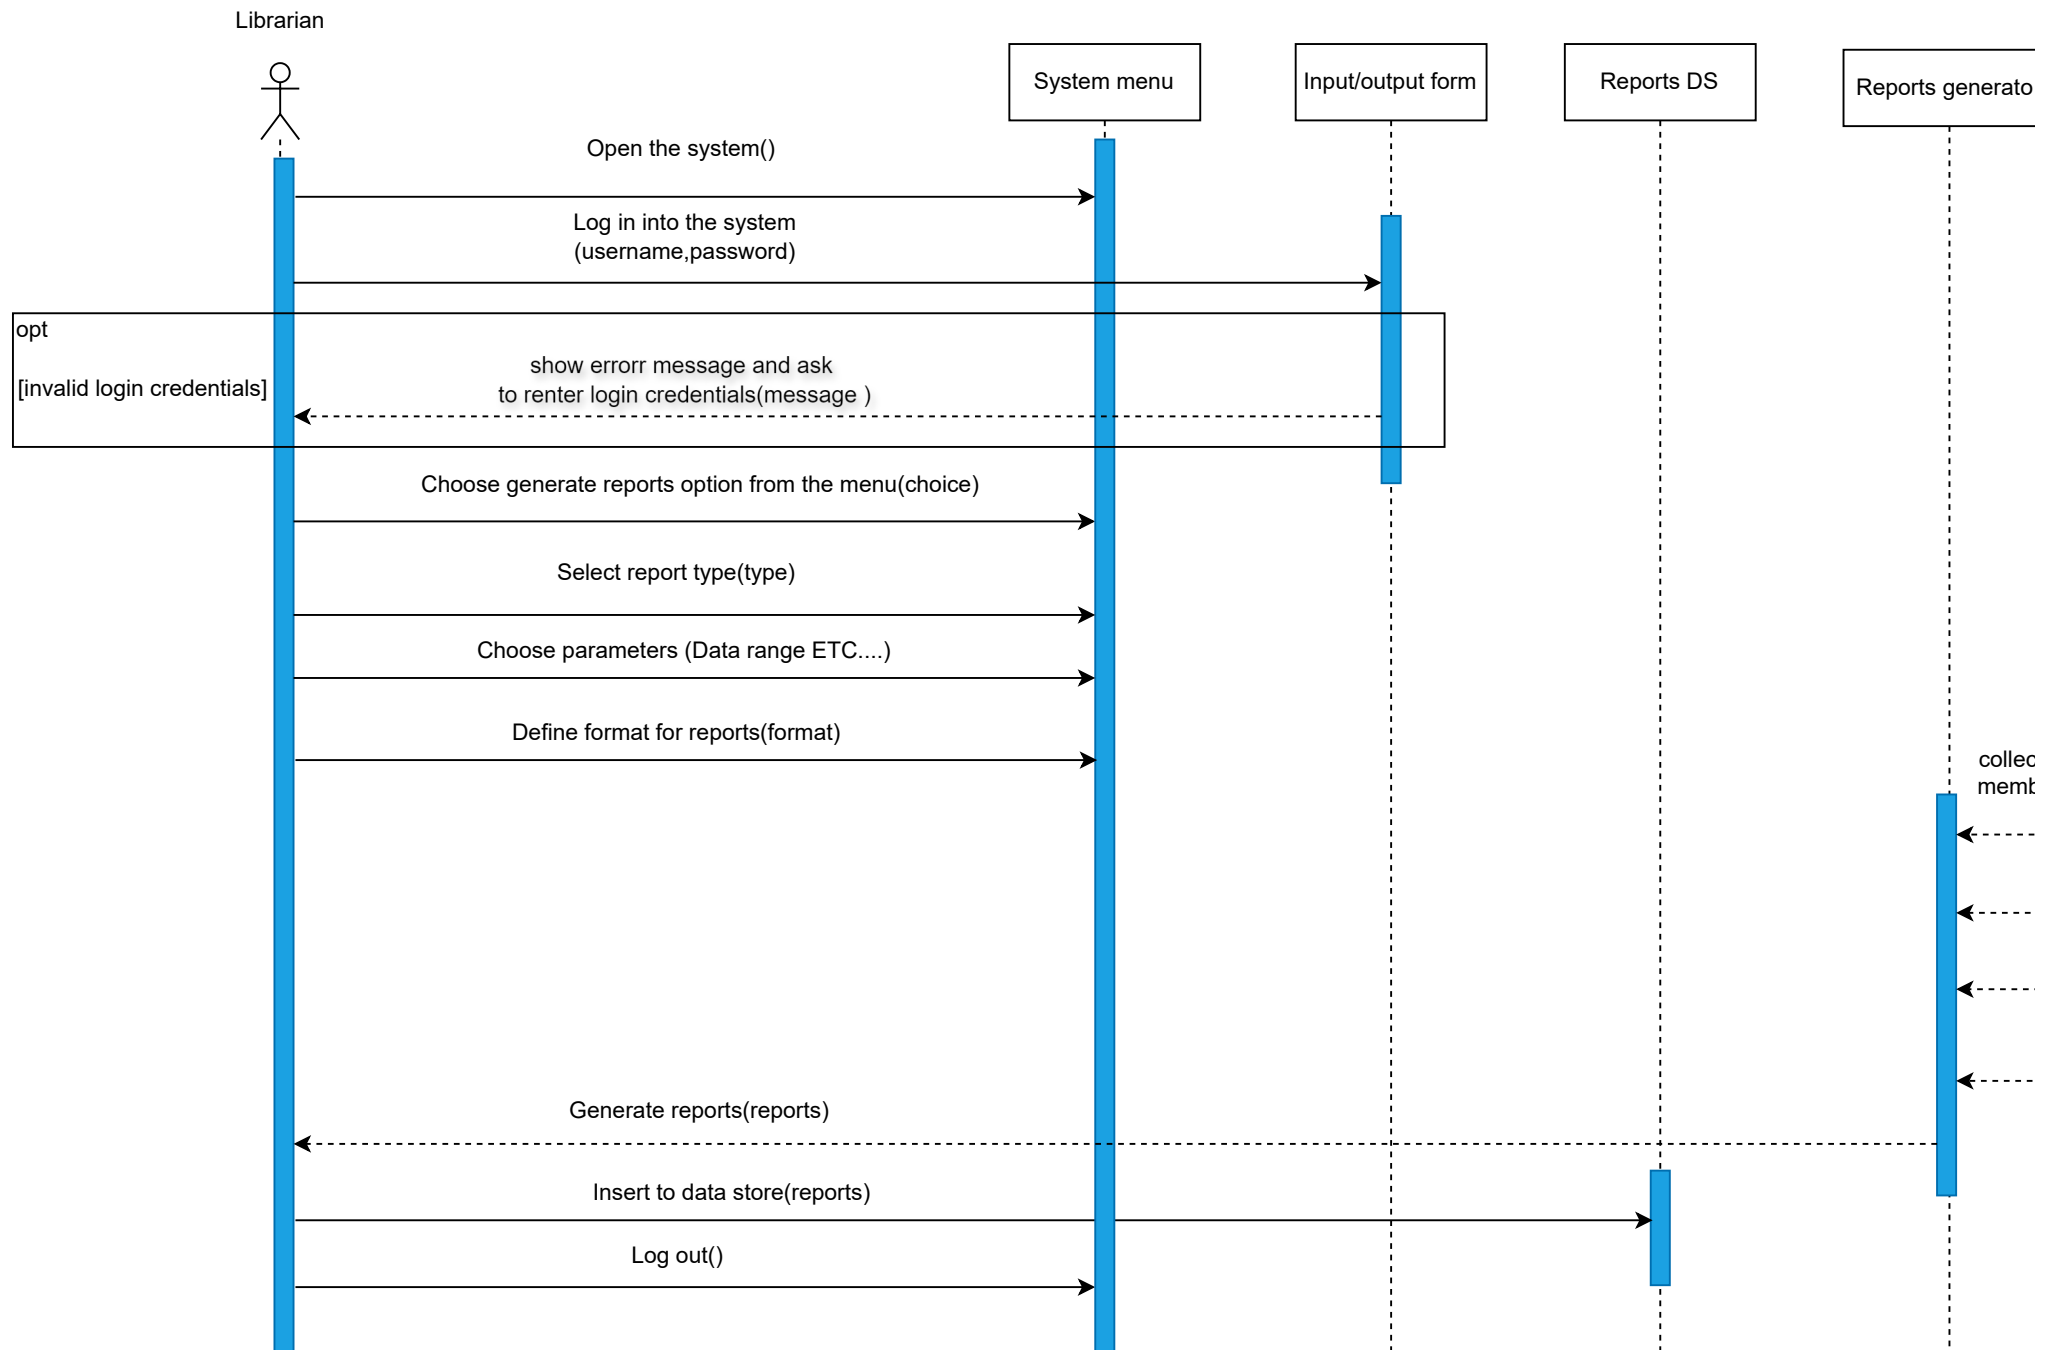 Librarian
System menu
Input/output form
Reports DS
Reports generato
Open the system()
Log in into the system
(username,password)
opt
[invalid login credentials]
show errorr message and ask
to renter login credentials(message )
Choose generate reports option from the menu(choice)
Select report type(type)
Choose parameters (Data range ETC....)
Define format for reports(format)
collec
memb
Generate reports(reports)
Insert to data store(reports)
Log out()